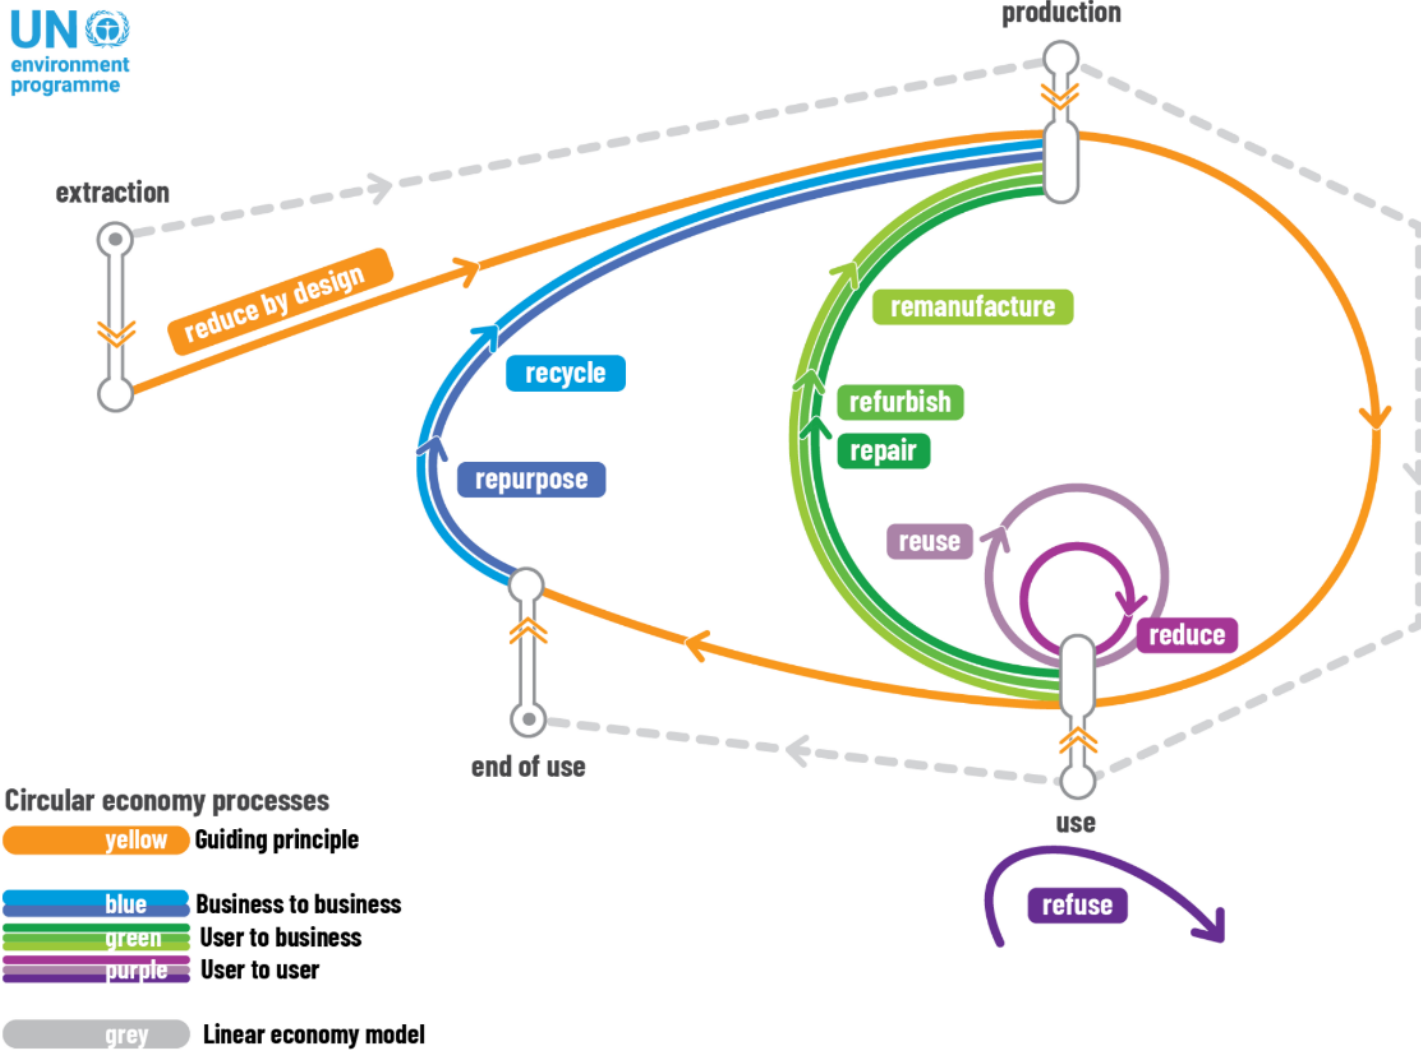 UN
environment
programme
production
extraction
reduce by design
remanufacture
recycle
refurbish
repair
repurpose
reuse
reduce
end of use
use
refuse
Circular economy processes
yellow Guiding principle
blue Business to business
green User to business
purple User to user
grey Linear economy model